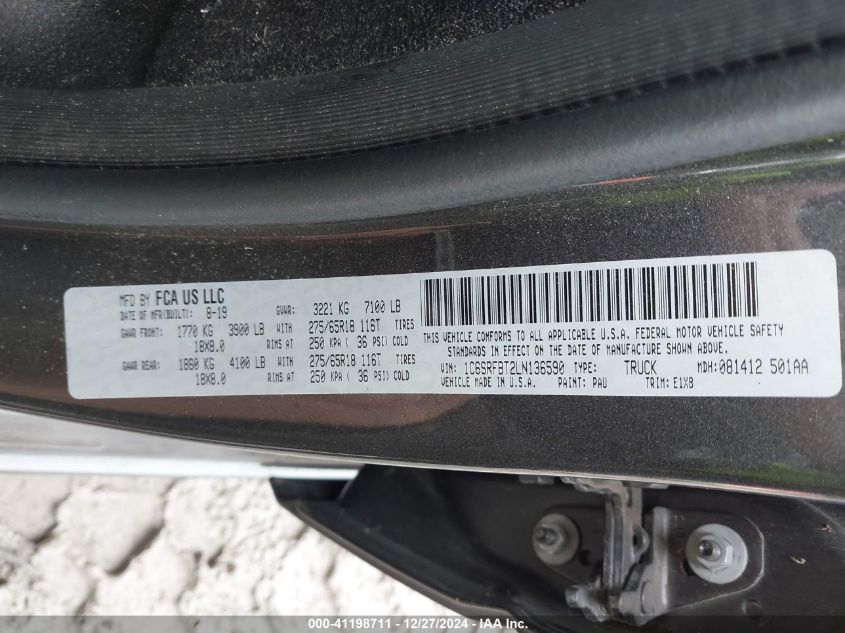 MFD BY FCA US LLC
DATE OF MFR(BUILT): 8-19 GVWR: 3221 KG 7100 LB
GAWR FRONT: 1770 KG 3900 LB WITH 275/65R18 116T TIRES
18X8.0 RIMS AT 250 KPA ( 36 PSI) COLD
GAWR REAR: 1860 KG 4100 LB WITH 275/65R18 116T TIRES
18X8.0 RIMS AT 250 KPA ( 36 PSI) COLD
THIS VEHICLE CONFORMS TO ALL APPLICABLE U.S.A. FEDERAL MOTOR VEHICLE SAFETY
STANDARDS IN EFFECT ON THE DATE OF MANUFACTURE SHOWN ABOVE.
VIN: 1C6SRFBT2LN136590 TYPE: TRUCK MDH: 081412 501AA
MADE IN U.S.A. PAINT: PAU TRIM: E1X8
000-41198711 - 12/27/2024 - IAA Inc.